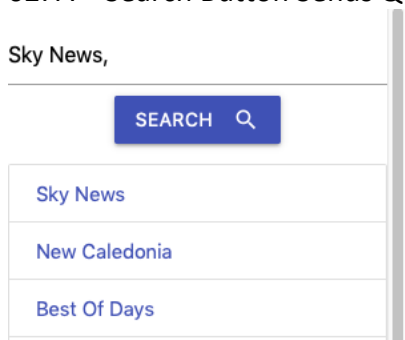 Sky News,
SEARCH
Sky News
New Caledonia
Best Of Days